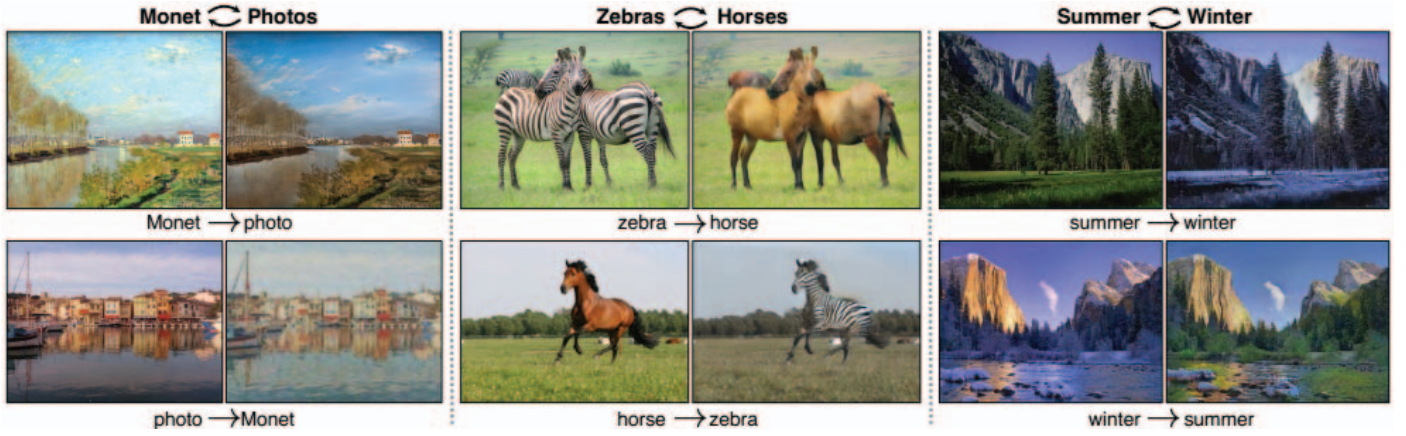 Monet Photos
Zebras Horses
Summer Winter
Monet → photo
zebra → horse
summer → winter
photo → Monet
horse → zebra
winter → summer